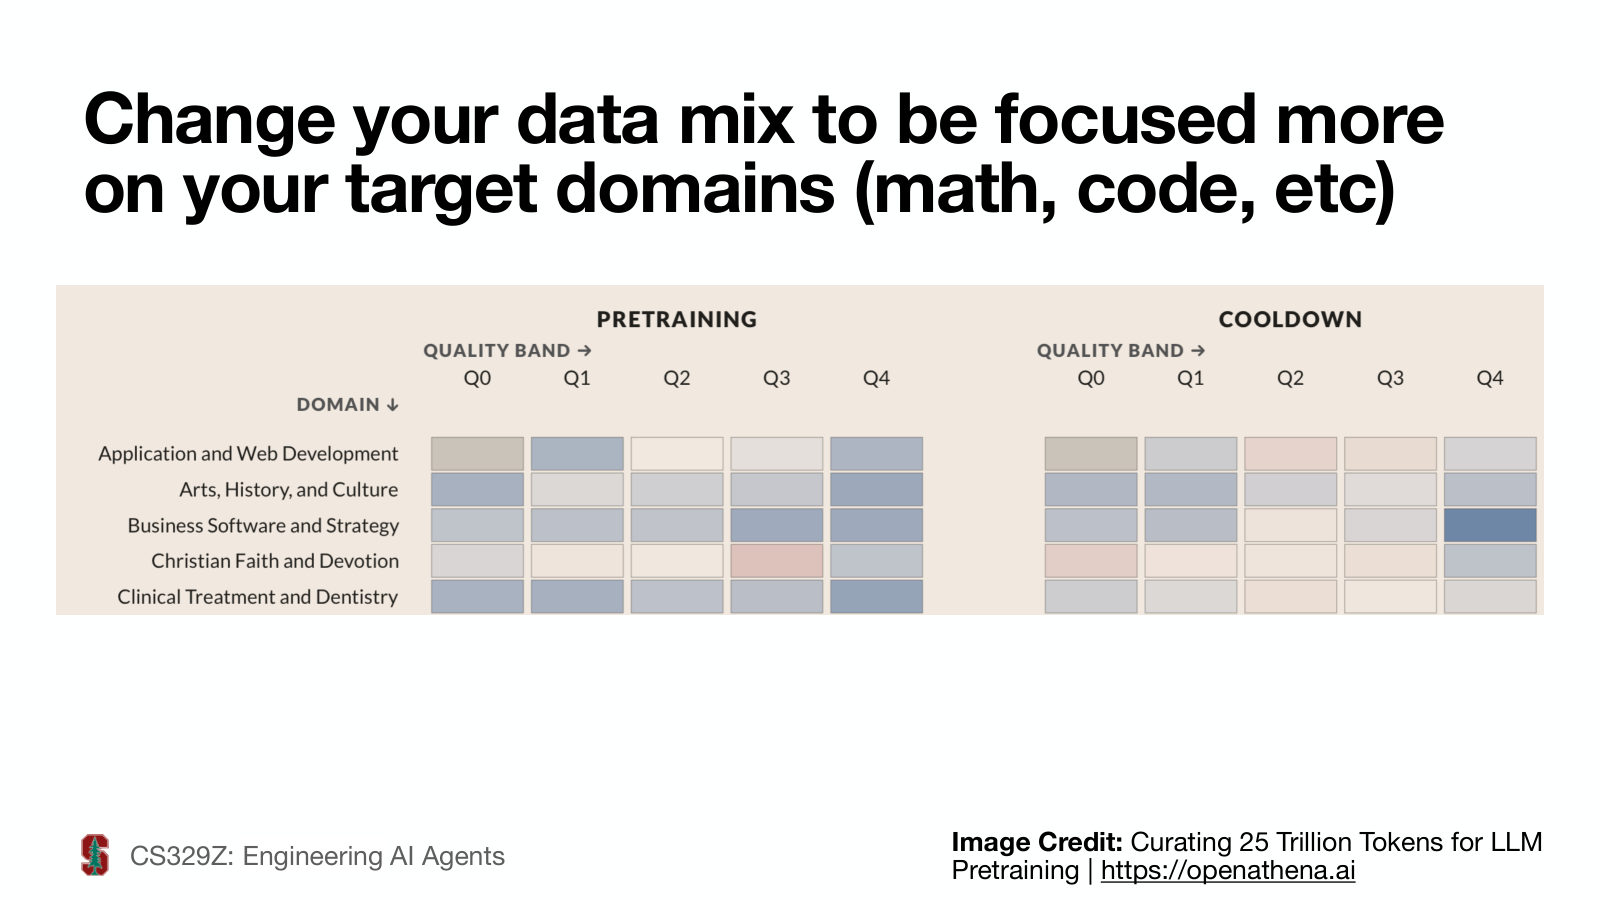 Change your data mix to be focused more
on your target domains (math, code, etc)
PRETRAINING
COOLDOWN
QUALITY BAND →
QUALITY BAND →
Q0 Q1 Q2 Q3 Q4
Q0 Q1 Q2 Q3 Q4
DOMAIN ↓
Application and Web Development
Arts, History, and Culture
Business Software and Strategy
Christian Faith and Devotion
Clinical Treatment and Dentistry
CS329Z: Engineering AI Agents
Image Credit: Curating 25 Trillion Tokens for LLM
Pretraining | https://openathena.ai